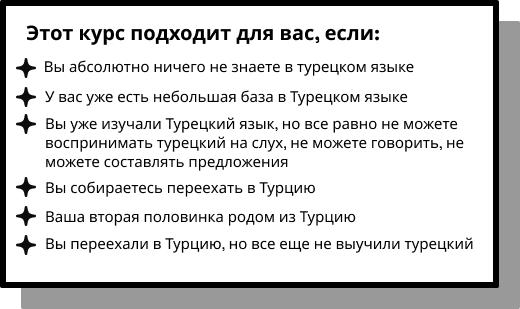 Этот курс подходит для вас, если:
Вы абсолютно ничего не знаете в турецком языке
У вас уже есть небольшая база в Турецком языке
Вы уже изучали Турецкий язык, но все равно не можете
воспринимать турецкий на слух, не можете говорить, не
можете составлять предложения
Вы собираетесь переехать в Турцию
Ваша вторая половинка родом из Турцию
Вы переехали в Турцию, но все еще не выучили турецкий